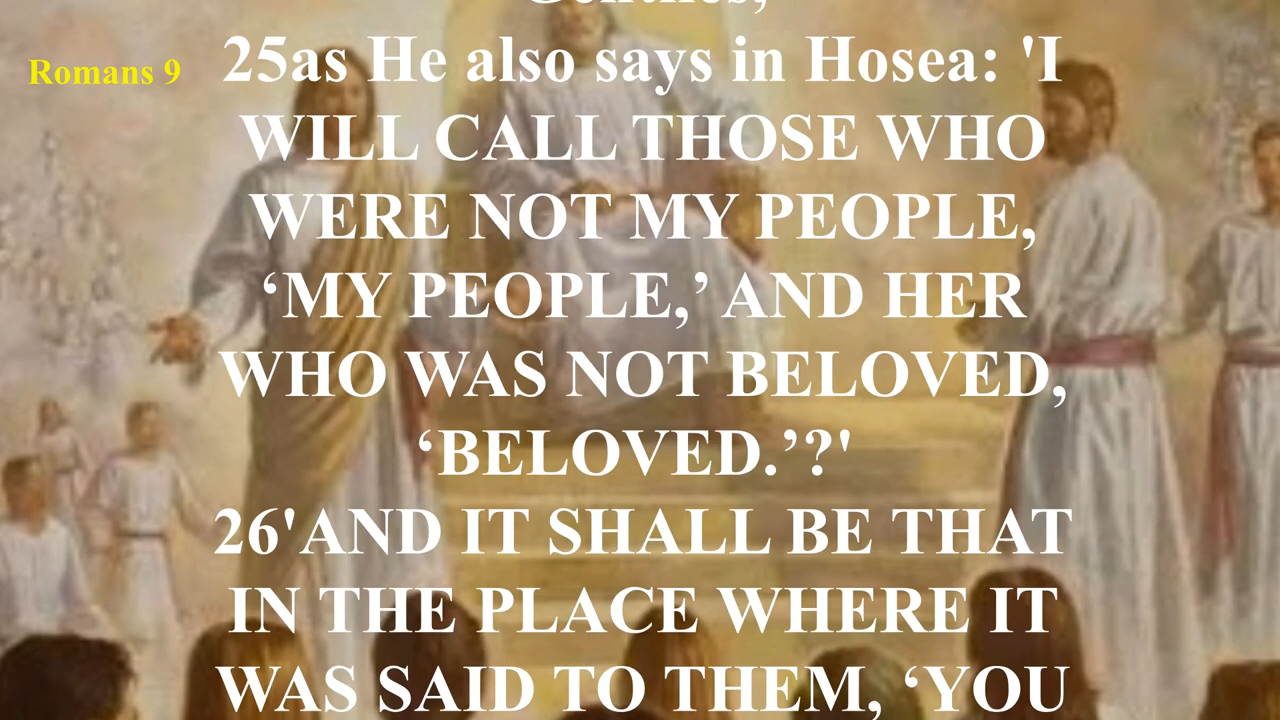 Gentiles,
Romans 9
25as He also says in Hosea: 'I
WILL CALL THOSE WHO
WERE NOT MY PEOPLE,
‘MY PEOPLE,’ AND HER
WHO WAS NOT BELOVED,
‘BELOVED.’?'
26'AND IT SHALL BE THAT
IN THE PLACE WHERE IT
WAS SAID TO THEM, ‘YOU